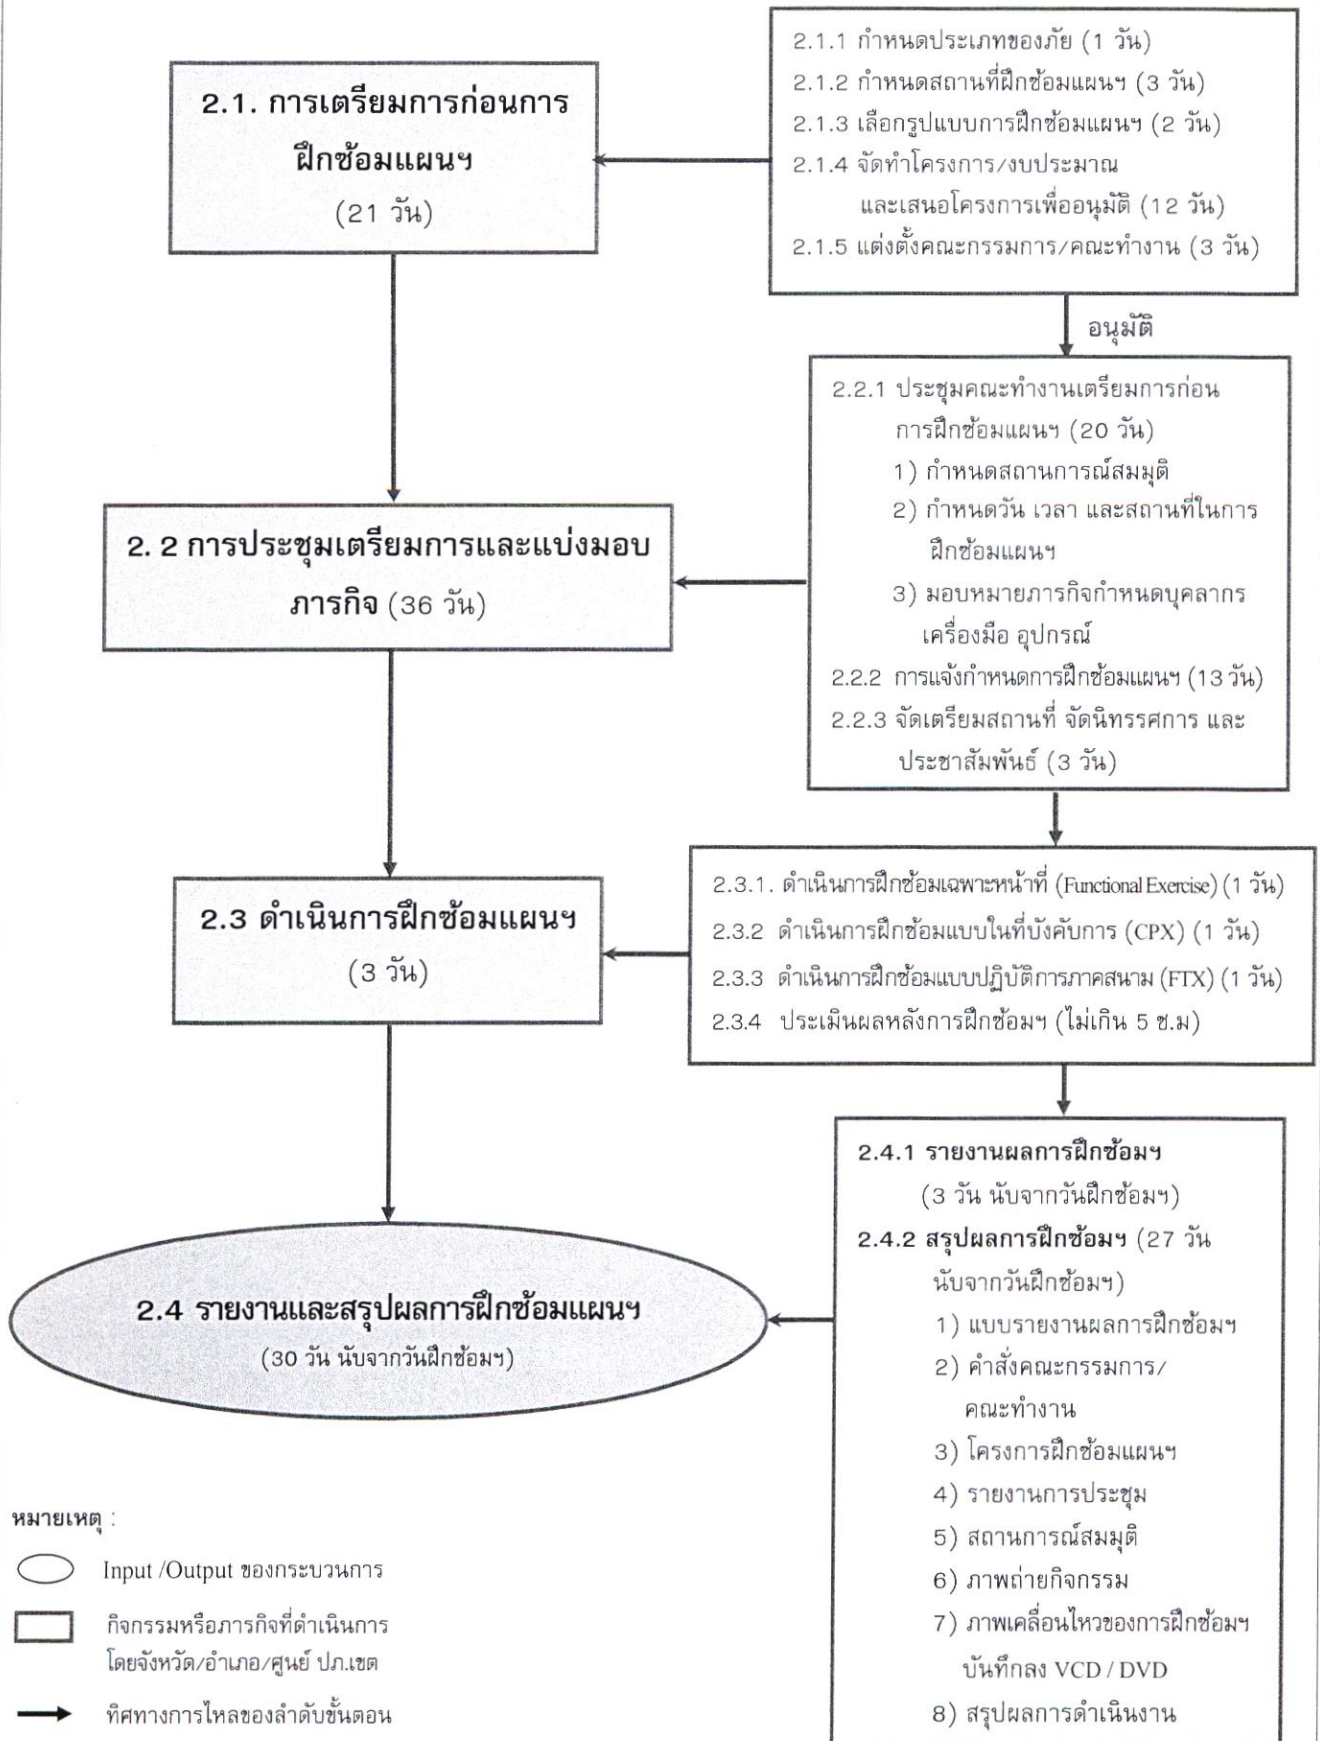 2.1. การเตรียมการก่อนการ
ฝึกซ้อมแผนฯ
(21 วัน)
2.1.1 กำหนดประเภทของภัย (1 วัน)
2.1.2 กำหนดสถานที่ฝึกซ้อมแผนฯ (3 วัน)
2.1.3 เลือกรูปแบบการฝึกซ้อมแผนฯ (2 วัน)
2.1.4 จัดทำโครงการ/งบประมาณ
และเสนอโครงการเพื่ออนุมัติ (12 วัน)
2.1.5 แต่งตั้งคณะกรรมการ/คณะทำงาน (3 วัน)
อนุมัติ
2. 2 การประชุมเตรียมการและแบ่งมอบ
ภารกิจ (36 วัน)
2.2.1 ประชุมคณะทำงานเตรียมการก่อน
การฝึกซ้อมแผนฯ (20 วัน)
1) กำหนดสถานการณ์สมมุติ
2) กำหนดวัน เวลา และสถานที่ในการ
ฝึกซ้อมแผนฯ
3) มอบหมายภารกิจกำหนดบุคลากร
เครื่องมือ อุปกรณ์
2.2.2 การแจ้งกำหนดการฝึกซ้อมแผนฯ (13 วัน)
2.2.3 จัดเตรียมสถานที่ จัดนิทรรศการ และ
ประชาสัมพันธ์ (3 วัน)
2.3 ดำเนินการฝึกซ้อมแผนฯ
(3 วัน)
2.3.1. ดำเนินการฝึกซ้อมเฉพาะหน้าที่ (Functional Exercise) (1 วัน)
2.3.2 ดำเนินการฝึกซ้อมแบบในที่บังคับการ (CPX) (1 วัน)
2.3.3 ดำเนินการฝึกซ้อมแบบปฏิบัติการภาคสนาม (FTX) (1 วัน)
2.3.4 ประเมินผลหลังการฝึกซ้อมฯ (ไม่เกิน 5 ช.ม)
2.4 รายงานและสรุปผลการฝึกซ้อมแผนฯ
(30 วัน นับจากวันฝึกซ้อมฯ)
2.4.1 รายงานผลการฝึกซ้อมฯ
(3 วัน นับจากวันฝึกซ้อมฯ)
2.4.2 สรุปผลการฝึกซ้อมฯ (27 วัน
นับจากวันฝึกซ้อมฯ)
1) แบบรายงานผลการฝึกซ้อมฯ
2) คำสั่งคณะกรรมการ/
คณะทำงาน
3) โครงการฝึกซ้อมแผนฯ
4) รายงานการประชุม
5) สถานการณ์สมมุติ
6) ภาพถ่ายกิจกรรม
7) ภาพเคลื่อนไหวของการฝึกซ้อมฯ
บันทึกลง VCD / DVD
8) สรุปผลการดำเนินงาน
หมายเหตุ :
Input /Output ของกระบวนการ
กิจกรรมหรือภารกิจที่ดำเนินการ
โดยจังหวัด/อำเภอ/ศูนย์ ปภ.เขต
ทิศทางการไหลของลำดับขั้นตอน